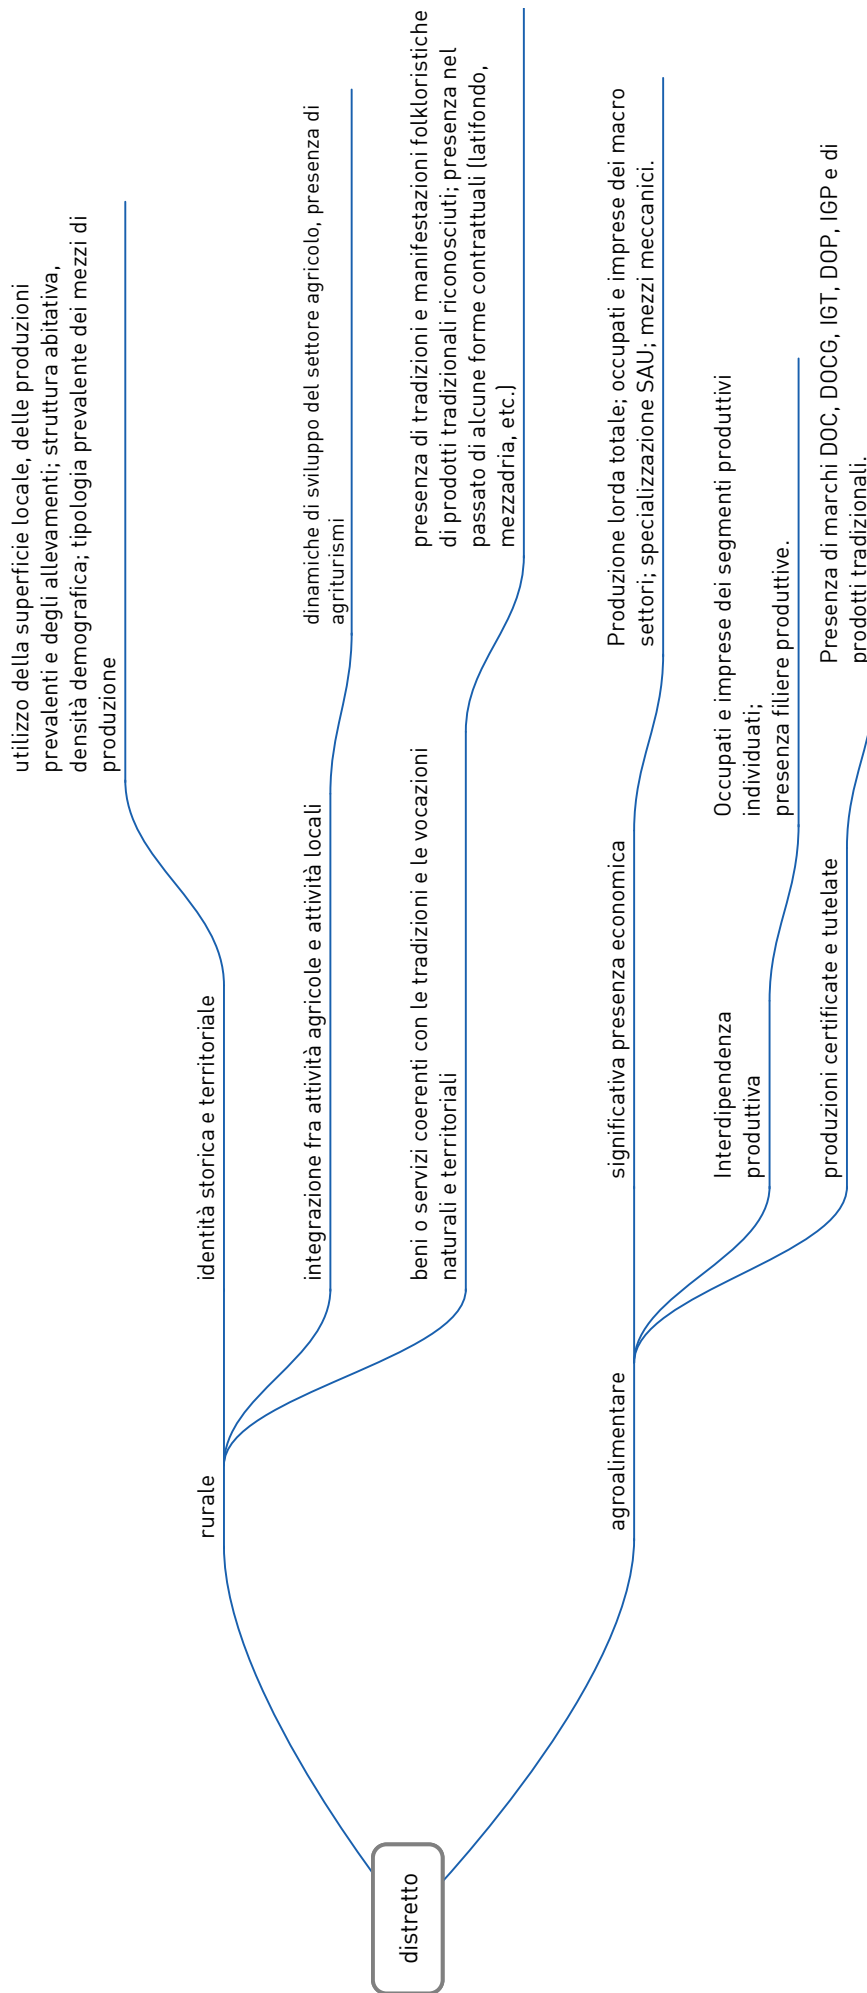 distretto
rurale
identità storica e territoriale
utilizzo della superficie locale, delle produzioni
prevalenti e degli allevamenti; struttura abitativa,
densità demografica; tipologia prevalente dei mezzi di
produzione
integrazione fra attività agricole e attività locali
dinamiche di sviluppo del settore agricolo, presenza di
agriturismi
beni o servizi coerenti con le tradizioni e le vocazioni
naturali e territoriali
presenza di tradizioni e manifestazioni folkloristiche
di prodotti tradizionali riconosciuti; presenza nel
passato di alcune forme contrattuali (latifondo,
mezzadria, etc.)
agroalimentare
significativa presenza economica
Produzione lorda totale; occupati e imprese dei macro
settori; specializzazione SAU; mezzi meccanici.
Interdipendenza
produttiva
Occupati e imprese dei segmenti produttivi
individuati;
presenza filiere produttive.
produzioni certificate e tutelate
Presenza di marchi DOC, DOCG, IGT, DOP, IGP e di
prodotti tradizionali.